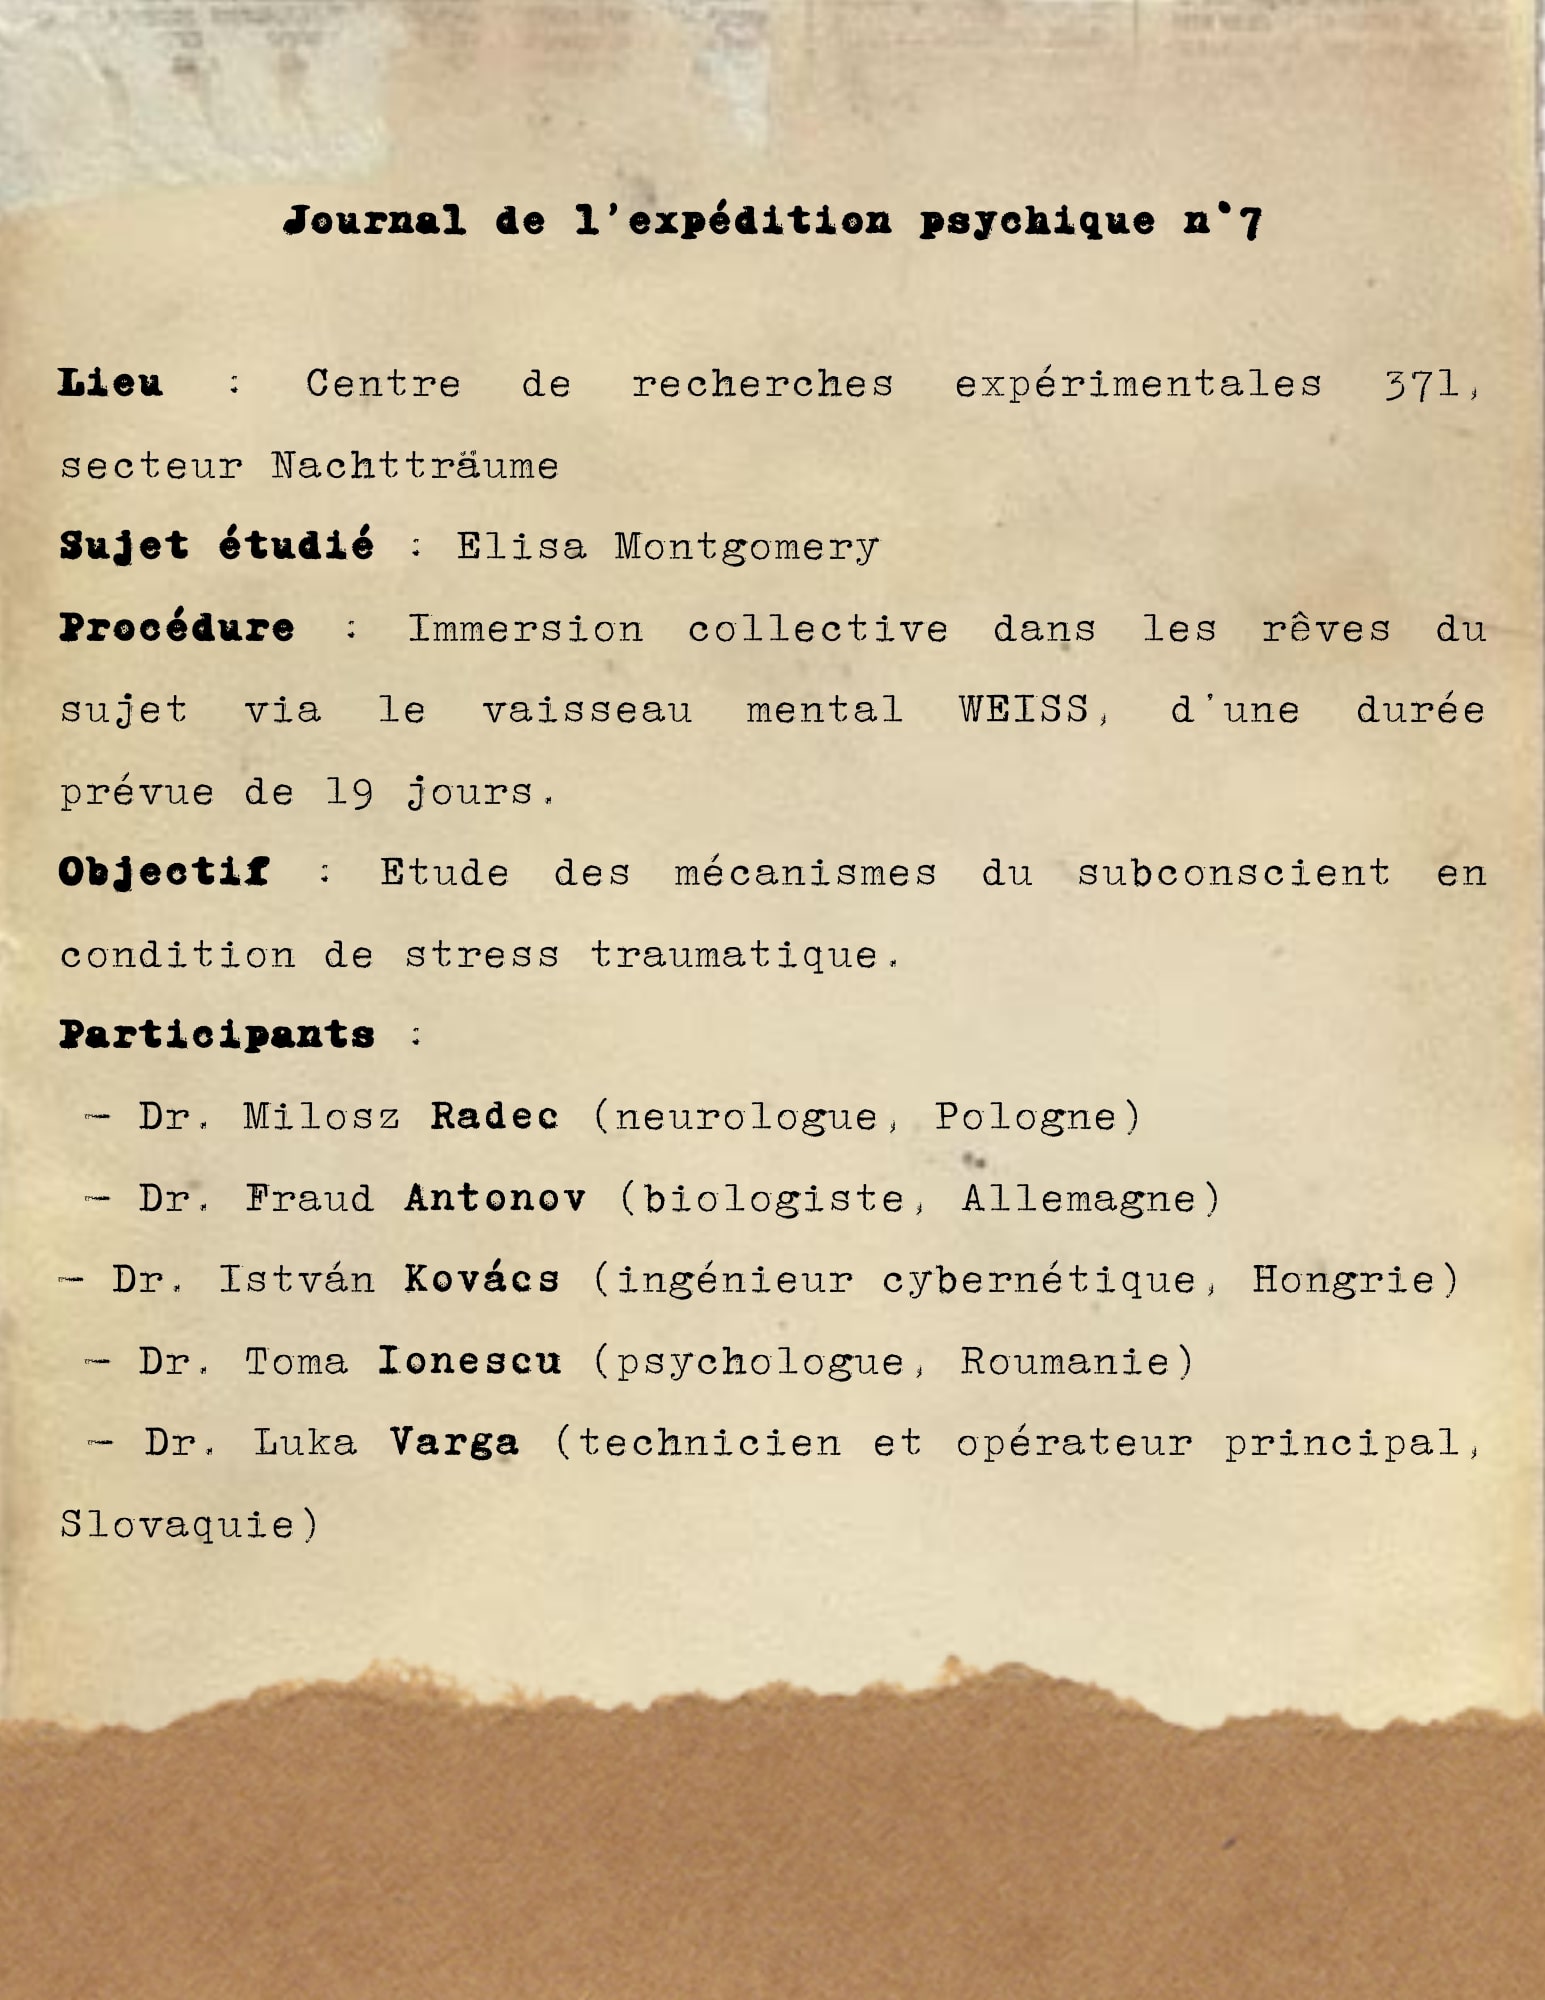 Journal de l'expédition psychique n°7
Lieu : Centre de recherches expérimentales 371,
secteur Nachtträume
Sujet étudié : Elisa Montgomery
Procédure : Immersion collective dans les rêves du
sujet via le vaisseau mental WEISS, d'une durée
prévue de 19 jours.
Objectif : Etude des mécanismes du subconscient en
condition de stress traumatique.
Participants :
— Dr. Milosz Radec (neurologue, Pologne)
— Dr. Fraud Antonov (biologiste, Allemagne)
— Dr. István Kovács (ingénieur cybernétique, Hongrie)
— Dr. Toma Ionescu (psychologue, Roumanie)
— Dr. Luka Varga (technicien et opérateur principal,
Slovaquie)